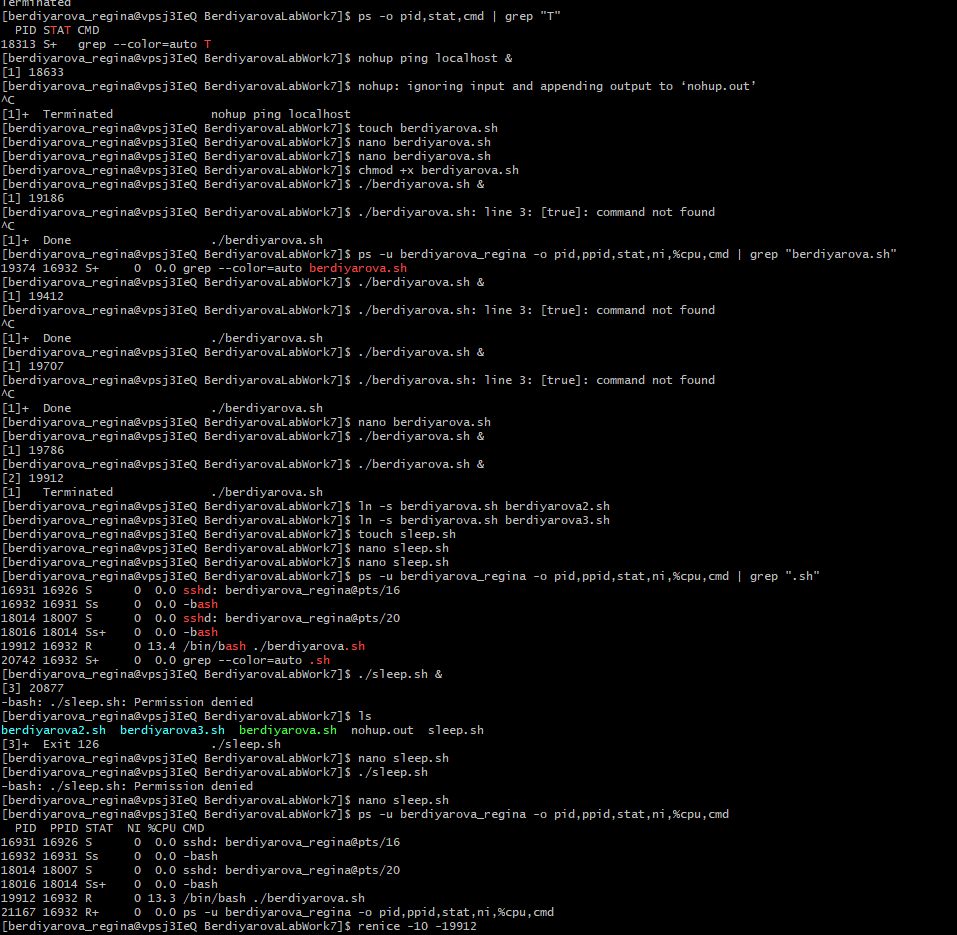 Terminated
[berdiyarova_regina@vpsj3IeQ BerdiyarovaLabWork7]$ ps -o pid,stat,cmd | grep "T"
  PID STAT CMD
18313 S+   grep --color=auto T
[berdiyarova_regina@vpsj3IeQ BerdiyarovaLabWork7]$ nohup ping localhost &
[1] 18633
[berdiyarova_regina@vpsj3IeQ BerdiyarovaLabWork7]$ nohup: ignoring input and appending output to ‘nohup.out’
^C
[1]+  Terminated              nohup ping localhost
[berdiyarova_regina@vpsj3IeQ BerdiyarovaLabWork7]$ touch berdiyarova.sh
[berdiyarova_regina@vpsj3IeQ BerdiyarovaLabWork7]$ nano berdiyarova.sh
[berdiyarova_regina@vpsj3IeQ BerdiyarovaLabWork7]$ nano berdiyarova.sh
[berdiyarova_regina@vpsj3IeQ BerdiyarovaLabWork7]$ chmod +x berdiyarova.sh
[berdiyarova_regina@vpsj3IeQ BerdiyarovaLabWork7]$ ./berdiyarova.sh &
[1] 19186
[berdiyarova_regina@vpsj3IeQ BerdiyarovaLabWork7]$ ./berdiyarova.sh: line 3: [true]: command not found
^C
[1]+  Done                    ./berdiyarova.sh
[berdiyarova_regina@vpsj3IeQ BerdiyarovaLabWork7]$ ps -u berdiyarova_regina -o pid,ppid,stat,ni,%cpu,cmd | grep "berdiyarova.sh"
19374 16932 S+     0  0.0 grep --color=auto berdiyarova.sh
[berdiyarova_regina@vpsj3IeQ BerdiyarovaLabWork7]$ ./berdiyarova.sh &
[1] 19412
[berdiyarova_regina@vpsj3IeQ BerdiyarovaLabWork7]$ ./berdiyarova.sh: line 3: [true]: command not found
^C
[1]+  Done                    ./berdiyarova.sh
[berdiyarova_regina@vpsj3IeQ BerdiyarovaLabWork7]$ ./berdiyarova.sh &
[1] 19707
[berdiyarova_regina@vpsj3IeQ BerdiyarovaLabWork7]$ ./berdiyarova.sh: line 3: [true]: command not found
^C
[1]+  Done                    ./berdiyarova.sh
[berdiyarova_regina@vpsj3IeQ BerdiyarovaLabWork7]$ nano berdiyarova.sh
[berdiyarova_regina@vpsj3IeQ BerdiyarovaLabWork7]$ ./berdiyarova.sh &
[1] 19786
[berdiyarova_regina@vpsj3IeQ BerdiyarovaLabWork7]$ ./berdiyarova.sh &
[2] 19912
[1]   Terminated              ./berdiyarova.sh
[berdiyarova_regina@vpsj3IeQ BerdiyarovaLabWork7]$ ln -s berdiyarova.sh berdiyarova2.sh
[berdiyarova_regina@vpsj3IeQ BerdiyarovaLabWork7]$ ln -s berdiyarova.sh berdiyarova3.sh
[berdiyarova_regina@vpsj3IeQ BerdiyarovaLabWork7]$ touch sleep.sh
[berdiyarova_regina@vpsj3IeQ BerdiyarovaLabWork7]$ nano sleep.sh
[berdiyarova_regina@vpsj3IeQ BerdiyarovaLabWork7]$ nano sleep.sh
[berdiyarova_regina@vpsj3IeQ BerdiyarovaLabWork7]$ ps -u berdiyarova_regina -o pid,ppid,stat,ni,%cpu,cmd | grep ".sh"
16931 16926 S      0  0.0 sshd: berdiyarova_regina@pts/16
16932 16931 Ss     0  0.0 -bash
18014 18007 S      0  0.0 sshd: berdiyarova_regina@pts/20
18016 18014 Ss+    0  0.0 -bash
19912 16932 R      0 13.4 /bin/bash ./berdiyarova.sh
20742 16932 S+     0  0.0 grep --color=auto .sh
[berdiyarova_regina@vpsj3IeQ BerdiyarovaLabWork7]$ ./sleep.sh &
[3] 20877
-bash: ./sleep.sh: Permission denied
[berdiyarova_regina@vpsj3IeQ BerdiyarovaLabWork7]$ ls
berdiyarova2.sh  berdiyarova3.sh  berdiyarova.sh  nohup.out  sleep.sh
[3]+  Exit 126                ./sleep.sh
[berdiyarova_regina@vpsj3IeQ BerdiyarovaLabWork7]$ nano sleep.sh
[berdiyarova_regina@vpsj3IeQ BerdiyarovaLabWork7]$ ./sleep.sh
-bash: ./sleep.sh: Permission denied
[berdiyarova_regina@vpsj3IeQ BerdiyarovaLabWork7]$ nano sleep.sh
[berdiyarova_regina@vpsj3IeQ BerdiyarovaLabWork7]$ ps -u berdiyarova_regina -o pid,ppid,stat,ni,%cpu,cmd
  PID  PPID STAT  NI %CPU CMD
16931 16926 S      0  0.0 sshd: berdiyarova_regina@pts/16
16932 16931 Ss     0  0.0 -bash
18014 18007 S      0  0.0 sshd: berdiyarova_regina@pts/20
18016 18014 Ss+    0  0.0 -bash
19912 16932 R      0 13.3 /bin/bash ./berdiyarova.sh
21167 16932 R+     0  0.0 ps -u berdiyarova_regina -o pid,ppid,stat,ni,%cpu,cmd
[berdiyarova_regina@vpsj3IeQ BerdiyarovaLabWork7]$ renice -10 -19912